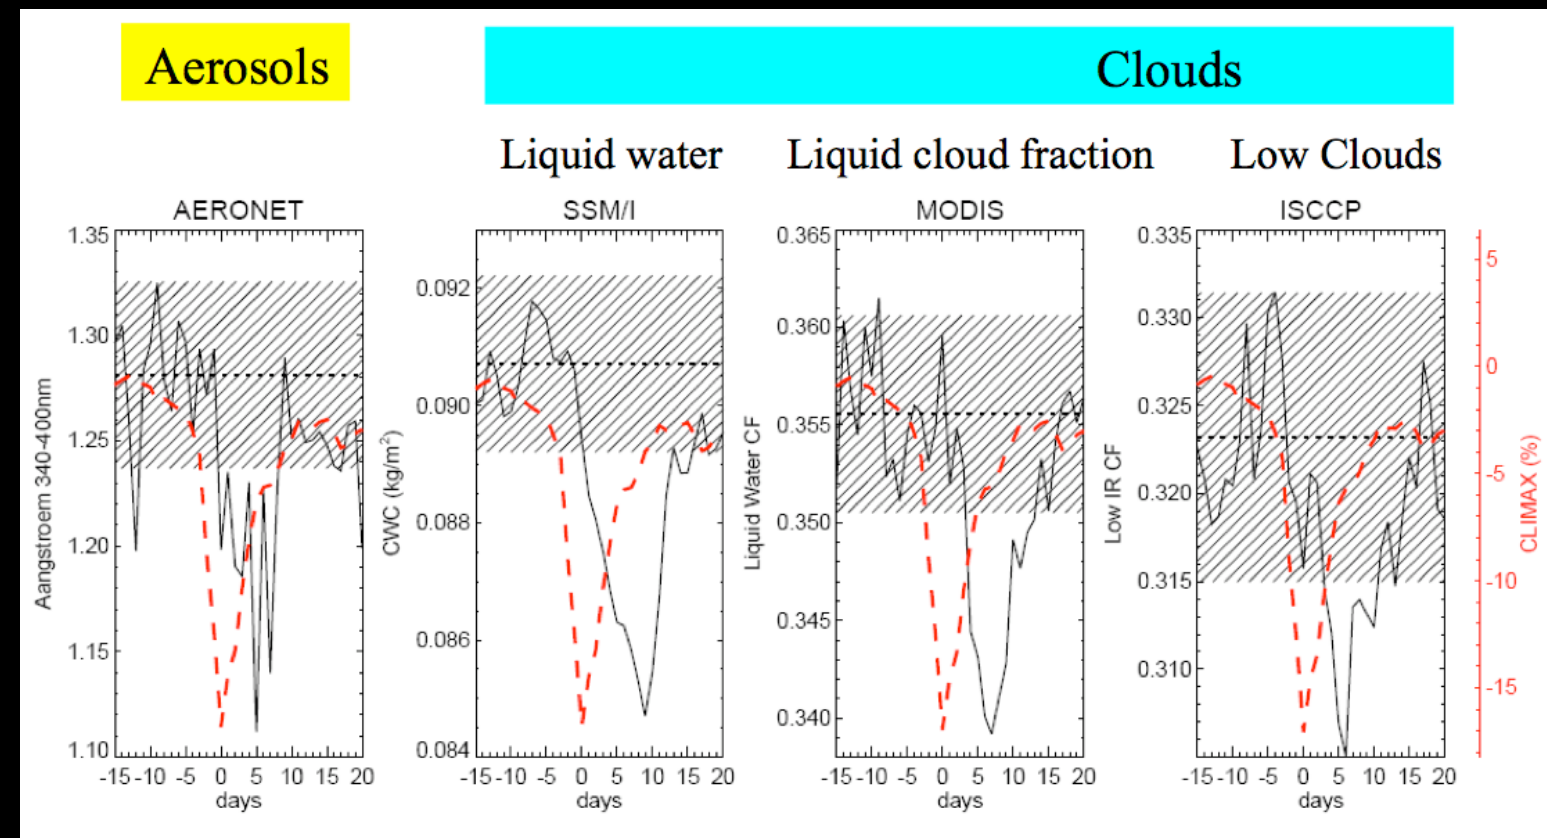 Aerosols
Clouds
Liquid water
Liquid cloud fraction
Low Clouds
AERONET
SSM/I
MODIS
ISCCP
Aangstroem 340-400nm
1.35
1.30
1.25
1.20
1.15
1.10
-15 -10 -5 0 5 10 15 20
days
CWC (kg/m²)
0.092
0.090
0.088
0.086
0.084
-15 -10 -5 0 5 10 15 20
days
Liquid Water CF
0.365
0.360
0.355
0.350
0.345
0.340
-15 -10 -5 0 5 10 15 20
days
Low IR CF
0.335
0.330
0.325
0.320
0.315
0.310
-15 -10 -5 0 5 10 15 20
days
5
0
-5
-10
-15
CLIMAX (%)